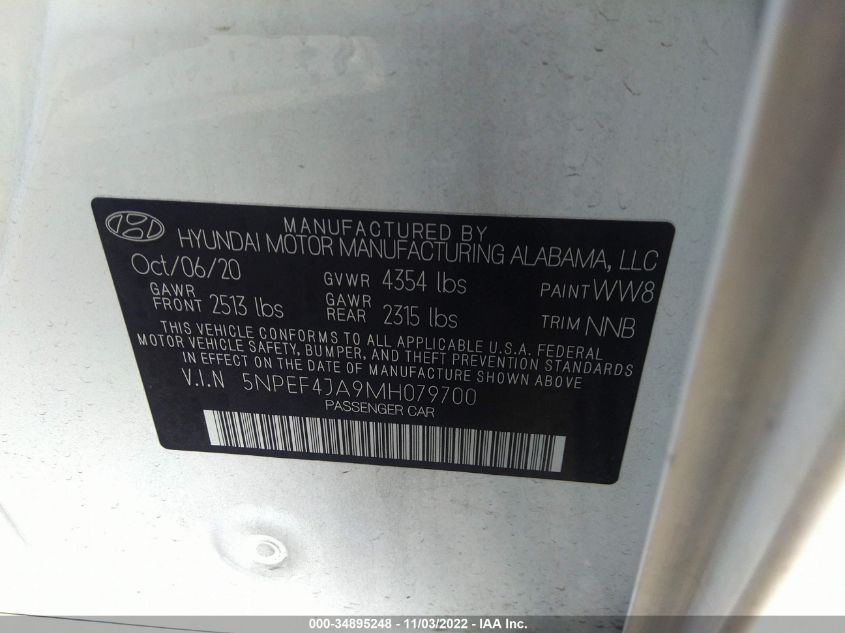 MANUFACTURED BY
HYUNDAI MOTOR MANUFACTURING ALABAMA, LLC
Oct/06/20 GVWR 4354 lbs PAINT WW8
GAWR FRONT 2513 lbs GAWR REAR 2315 lbs TRIM NNB
THIS VEHICLE CONFORMS TO ALL APPLICABLE U.S.A. FEDERAL
MOTOR VEHICLE SAFETY, BUMPER, AND THEFT PREVENTION STANDARDS
IN EFFECT ON THE DATE OF MANUFACTURE SHOWN ABOVE
V.I.N 5NPEF4JA9MH079700
PASSENGER CAR
000-34895248 - 11/03/2022 - IAA Inc.